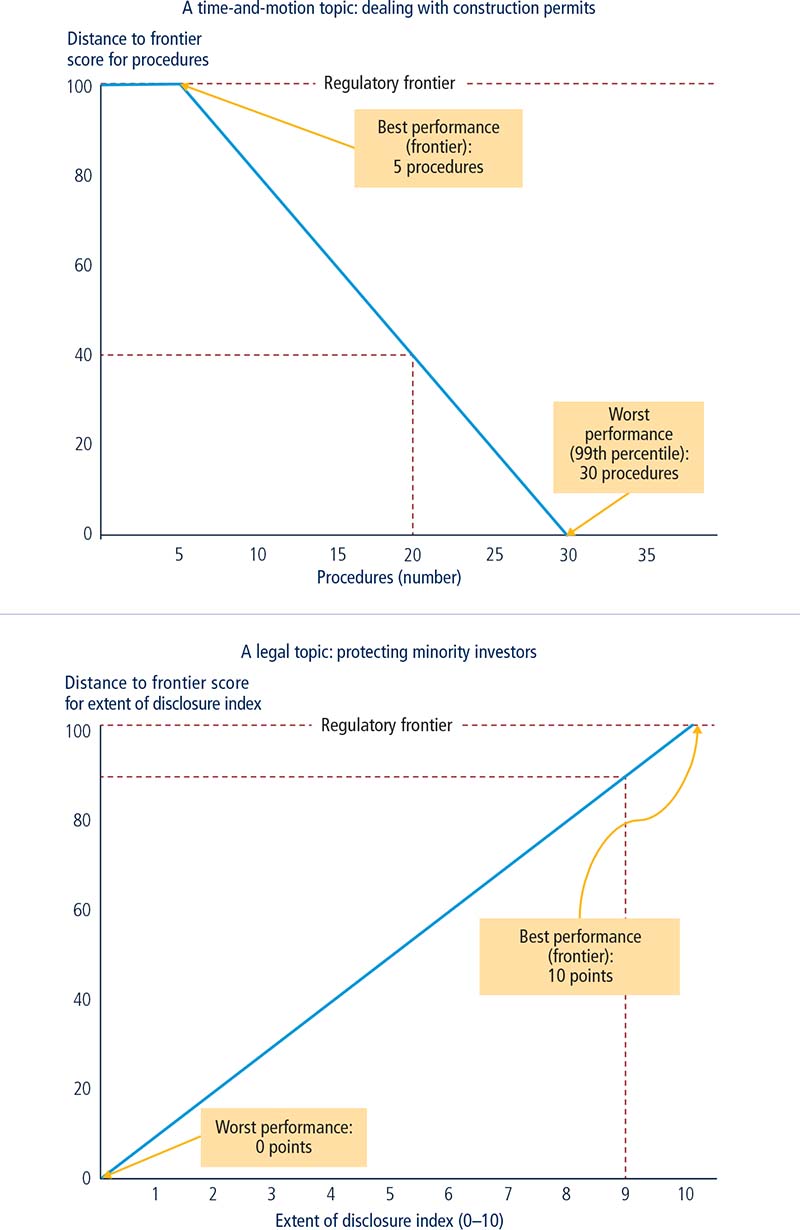 A time-and-motion topic: dealing with construction permits
Distance to frontier
score for procedures
100
Regulatory frontier
Best performance
(frontier):
5 procedures
80
60
40
20
Worst
performance
(99th percentile):
30 procedures
0
5 10 15 20 25 30 35
Procedures (number)
A legal topic: protecting minority investors
Distance to frontier score
for extent of disclosure index
100
Regulatory frontier
80
60
Best performance
(frontier):
10 points
40
20
Worst performance:
0 points
0
1 2 3 4 5 6 7 8 9 10
Extent of disclosure index (0–10)